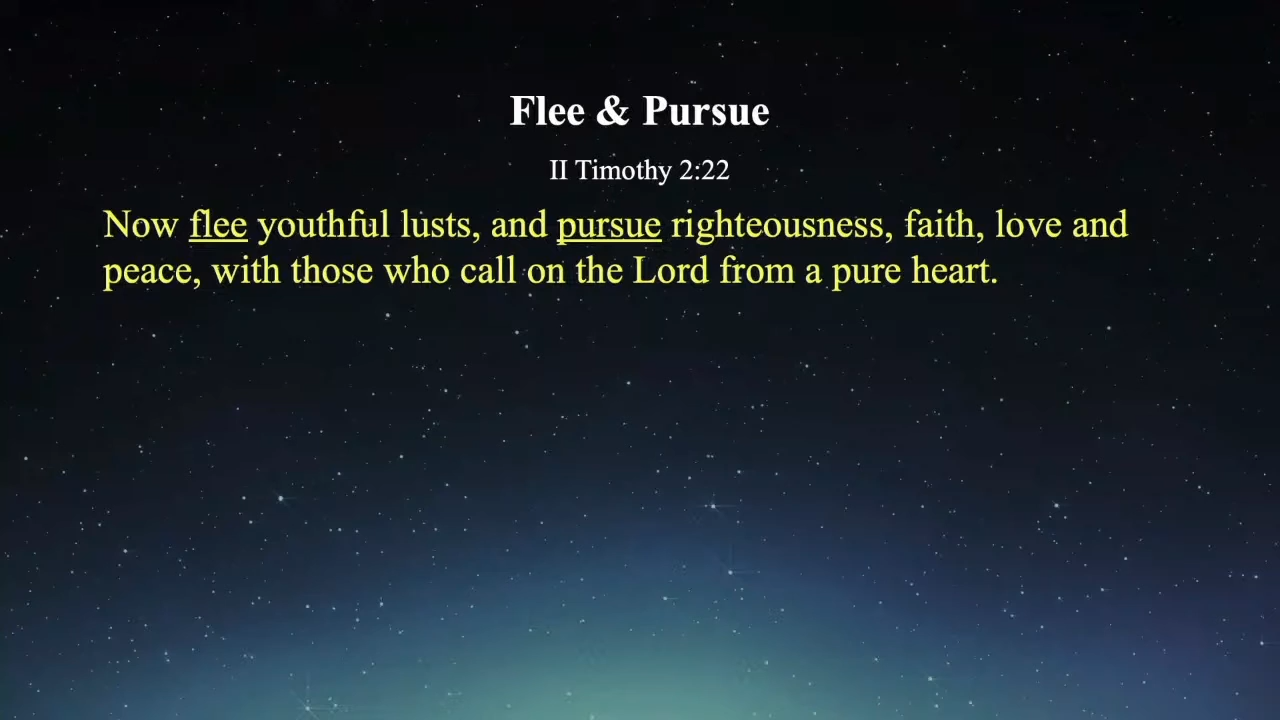 Flee & Pursue
II Timothy 2:22
Now flee youthful lusts, and pursue righteousness, faith, love and
peace, with those who call on the Lord from a pure heart.